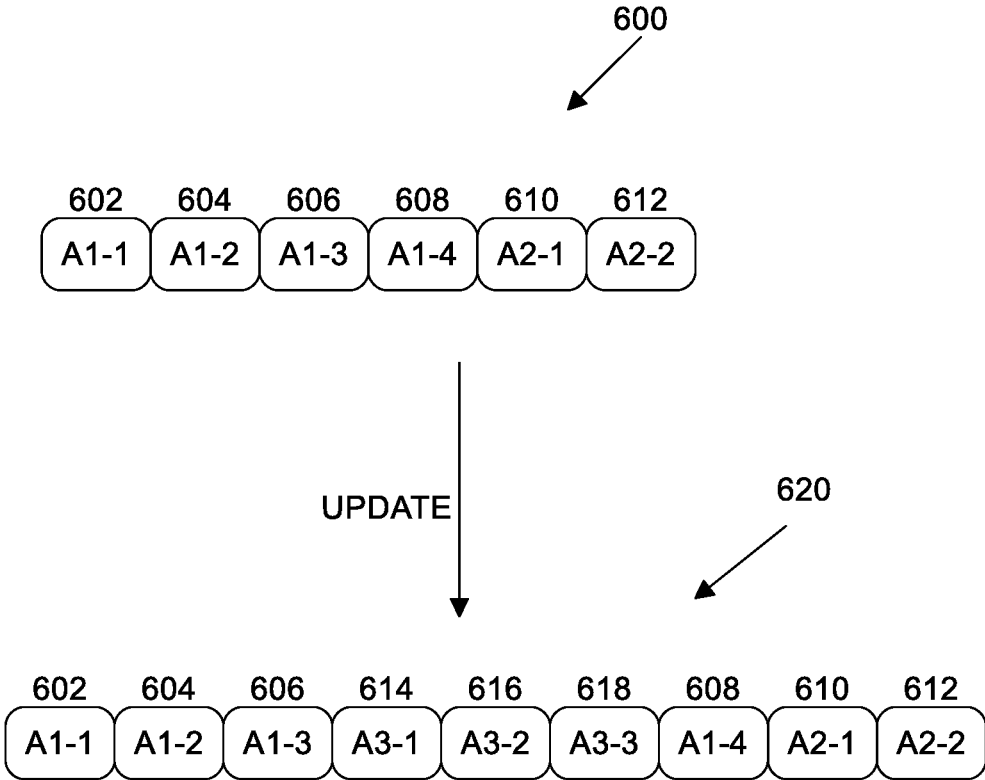 600
602 604 606 608 610 612
A1-1 A1-2 A1-3 A1-4 A2-1 A2-2
UPDATE
620
602 604 606 614 616 618 608 610 612
A1-1 A1-2 A1-3 A3-1 A3-2 A3-3 A1-4 A2-1 A2-2